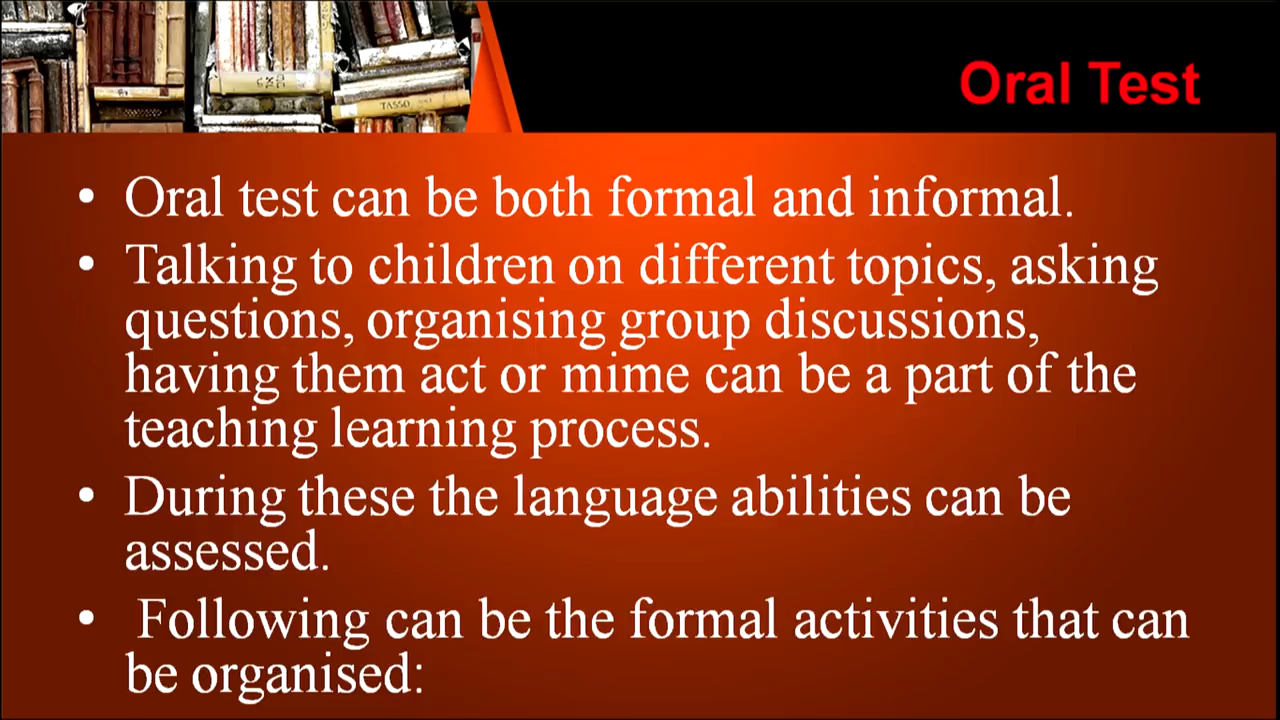 Oral Test
TASSO
• Oral test can be both formal and informal.
• Talking to children on different topics, asking
questions, organising group discussions,
having them act or mime can be a part of the
teaching learning process.
• During these the language abilities can be
assessed.
• Following can be the formal activities that can
be organised: